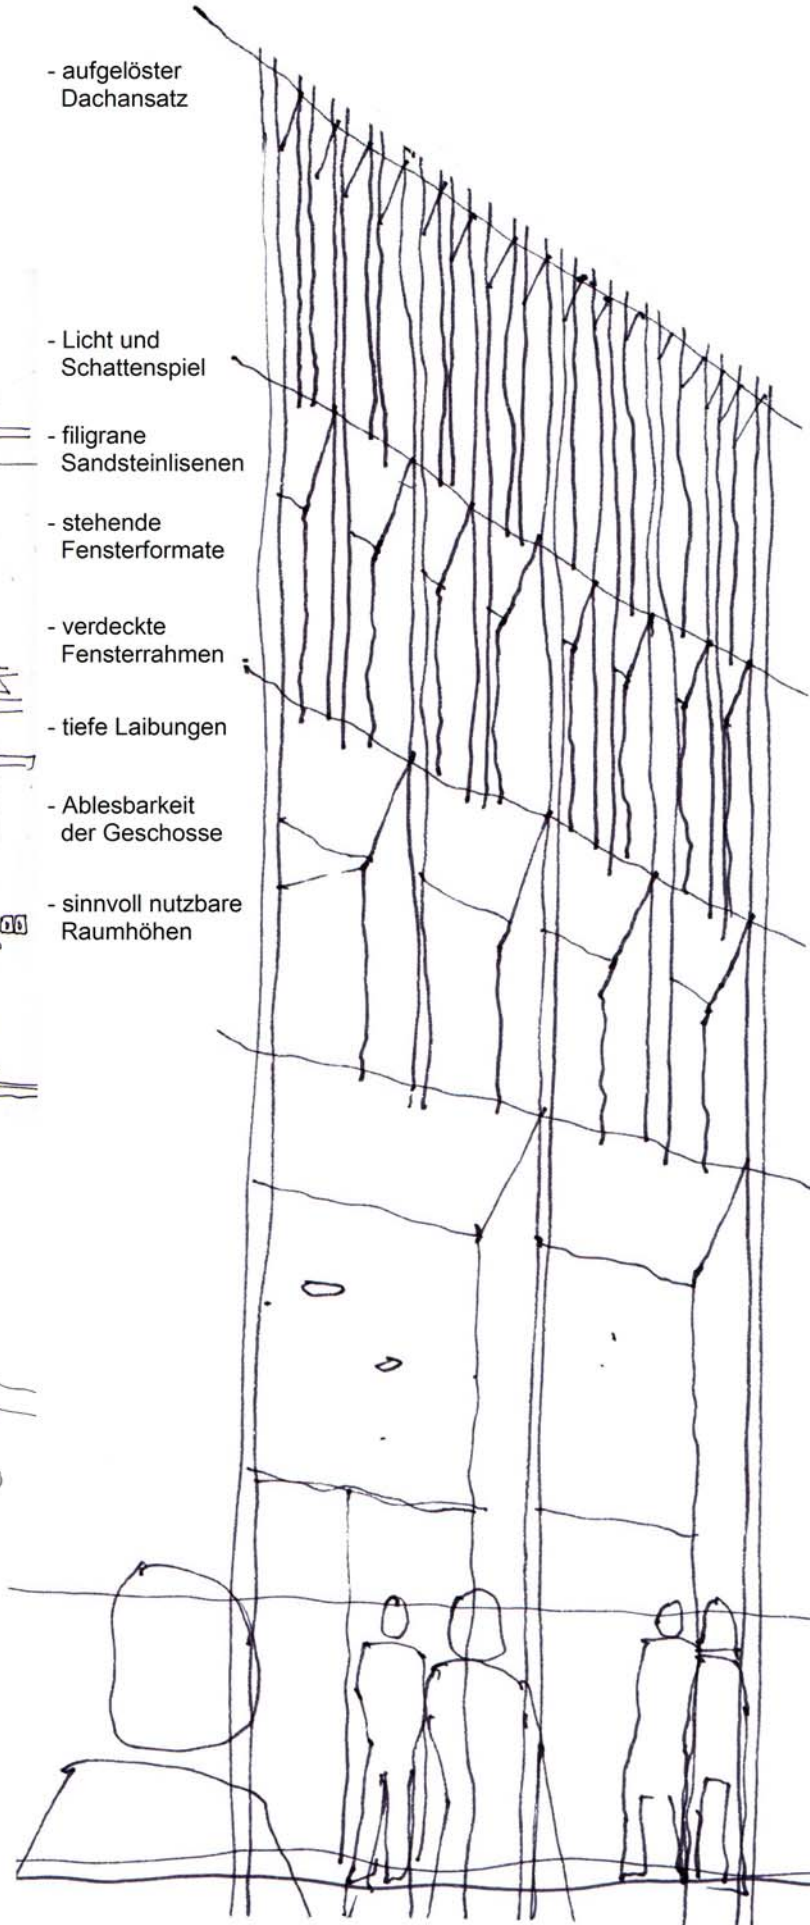 - aufgelöster
Dachansatz
- Licht und
Schattenspiel
- filigrane
Sandsteinlisenen
- stehende
Fensterformate
- verdeckte
Fensterrahmen
- tiefe Laibungen
- Ablesbarkeit
der Geschosse
- sinnvoll nutzbare
Raumhöhen